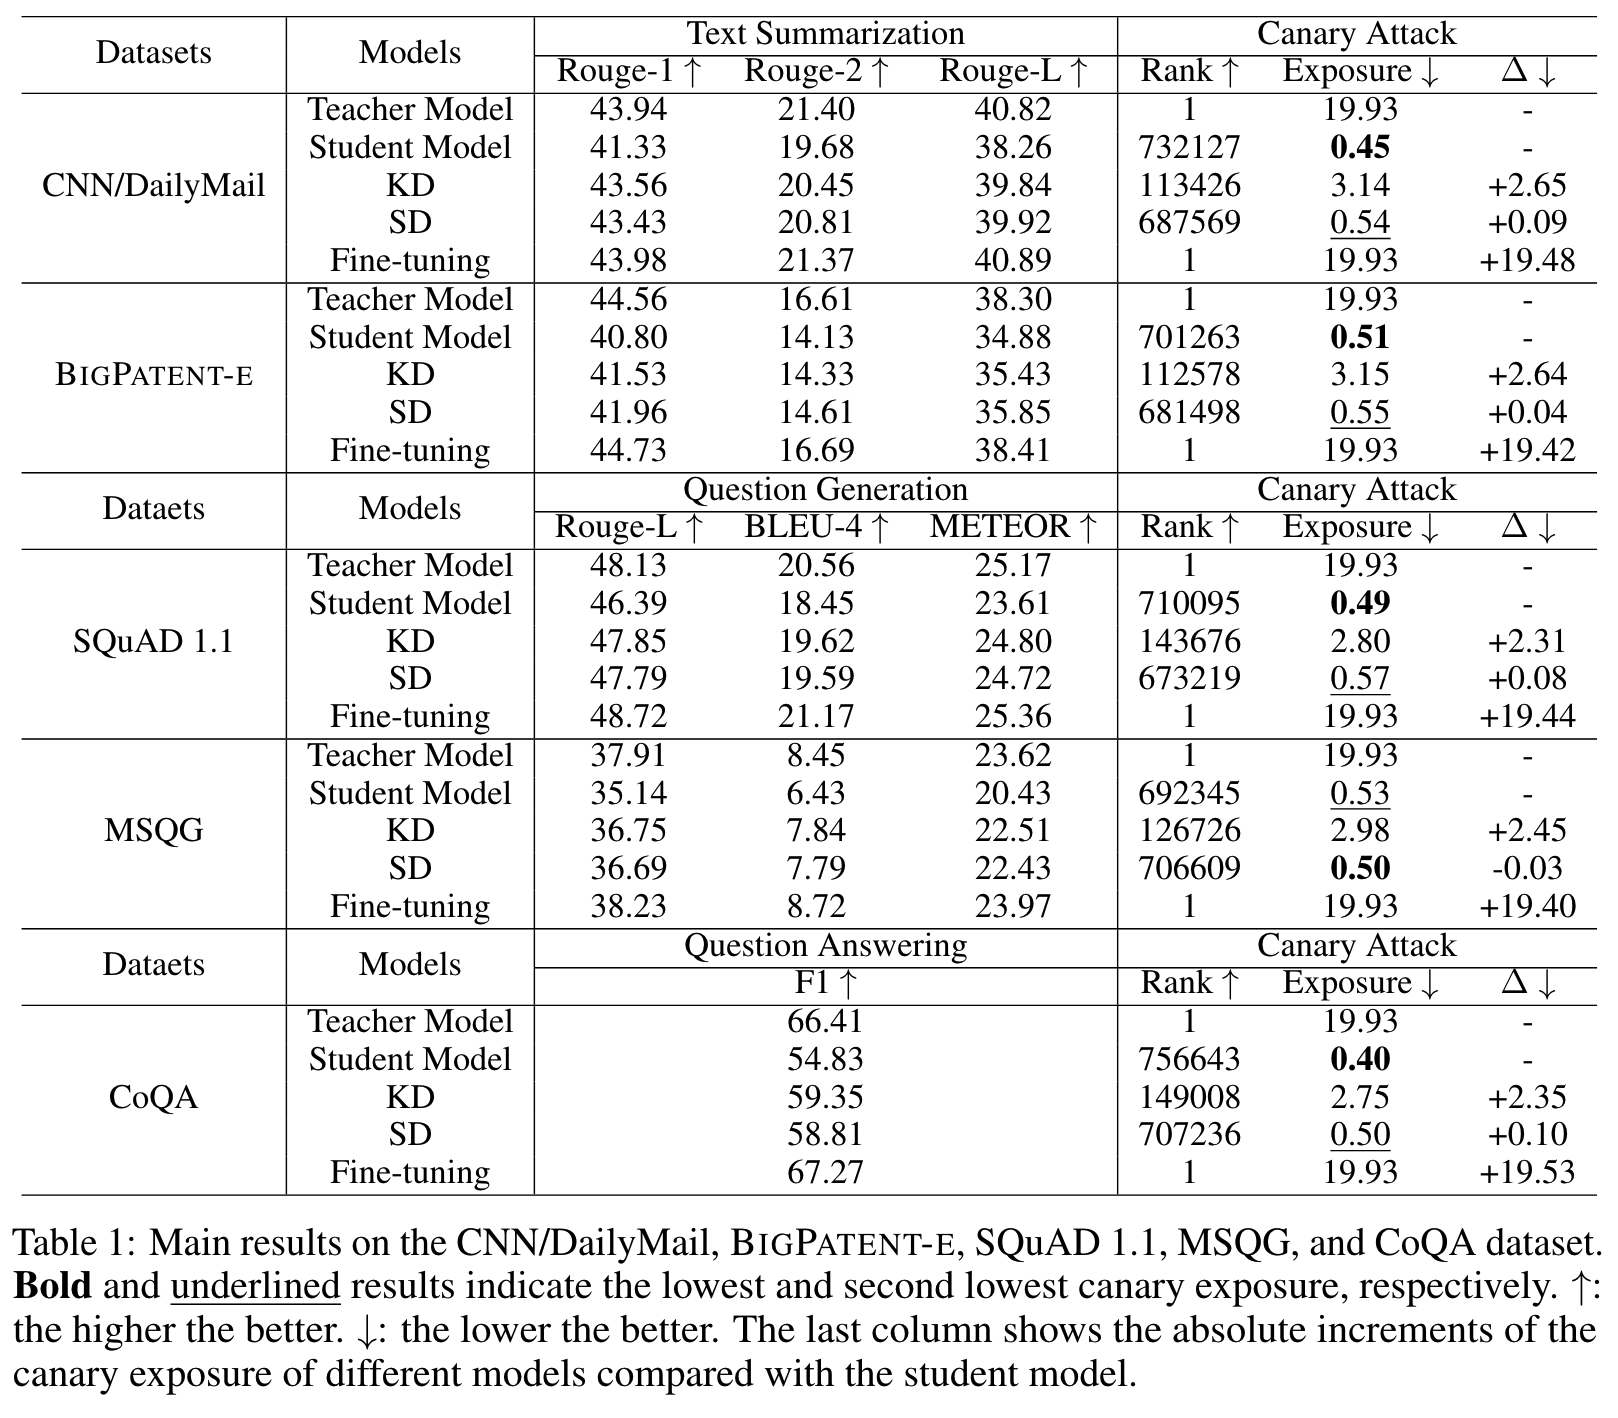 Datasets Models Text Summarization Canary Attack
Rouge-1 ↑ Rouge-2 ↑ Rouge-L ↑ Rank ↑ Exposure ↓ Δ ↓
CNN/DailyMail
Teacher Model 43.94 21.40 40.82 1 19.93 -
Student Model 41.33 19.68 38.26 732127 0.45 -
KD 43.56 20.45 39.84 113426 3.14 +2.65
SD 43.43 20.81 39.92 687569 0.54 +0.09
Fine-tuning 43.98 21.37 40.89 1 19.93 +19.48
BIGPATENT-E
Teacher Model 44.56 16.61 38.30 1 19.93 -
Student Model 40.80 14.13 34.88 701263 0.51 -
KD 41.53 14.33 35.43 112578 3.15 +2.64
SD 41.96 14.61 35.85 681498 0.55 +0.04
Fine-tuning 44.73 16.69 38.41 1 19.93 +19.42
Dataets Models Question Generation Canary Attack
Rouge-L ↑ BLEU-4 ↑ METEOR ↑ Rank ↑ Exposure ↓ Δ ↓
SQuAD 1.1
Teacher Model 48.13 20.56 25.17 1 19.93 -
Student Model 46.39 18.45 23.61 710095 0.49 -
KD 47.85 19.62 24.80 143676 2.80 +2.31
SD 47.79 19.59 24.72 673219 0.57 +0.08
Fine-tuning 48.72 21.17 25.36 1 19.93 +19.44
MSQG
Teacher Model 37.91 8.45 23.62 1 19.93 -
Student Model 35.14 6.43 20.43 692345 0.53 -
KD 36.75 7.84 22.51 126726 2.98 +2.45
SD 36.69 7.79 22.43 706609 0.50 -0.03
Fine-tuning 38.23 8.72 23.97 1 19.93 +19.40
Dataets Models Question Answering Canary Attack
F1 ↑ Rank ↑ Exposure ↓ Δ ↓
CoQA
Teacher Model 66.41 1 19.93 -
Student Model 54.83 756643 0.40 -
KD 59.35 149008 2.75 +2.35
SD 58.81 707236 0.50 +0.10
Fine-tuning 67.27 1 19.93 +19.53
Table 1: Main results on the CNN/DailyMail, BIGPATENT-E, SQuAD 1.1, MSQG, and CoQA dataset.
Bold and underlined results indicate the lowest and second lowest canary exposure, respectively. ↑:
the higher the better. ↓: the lower the better. The last column shows the absolute increments of the
canary exposure of different models compared with the student model.